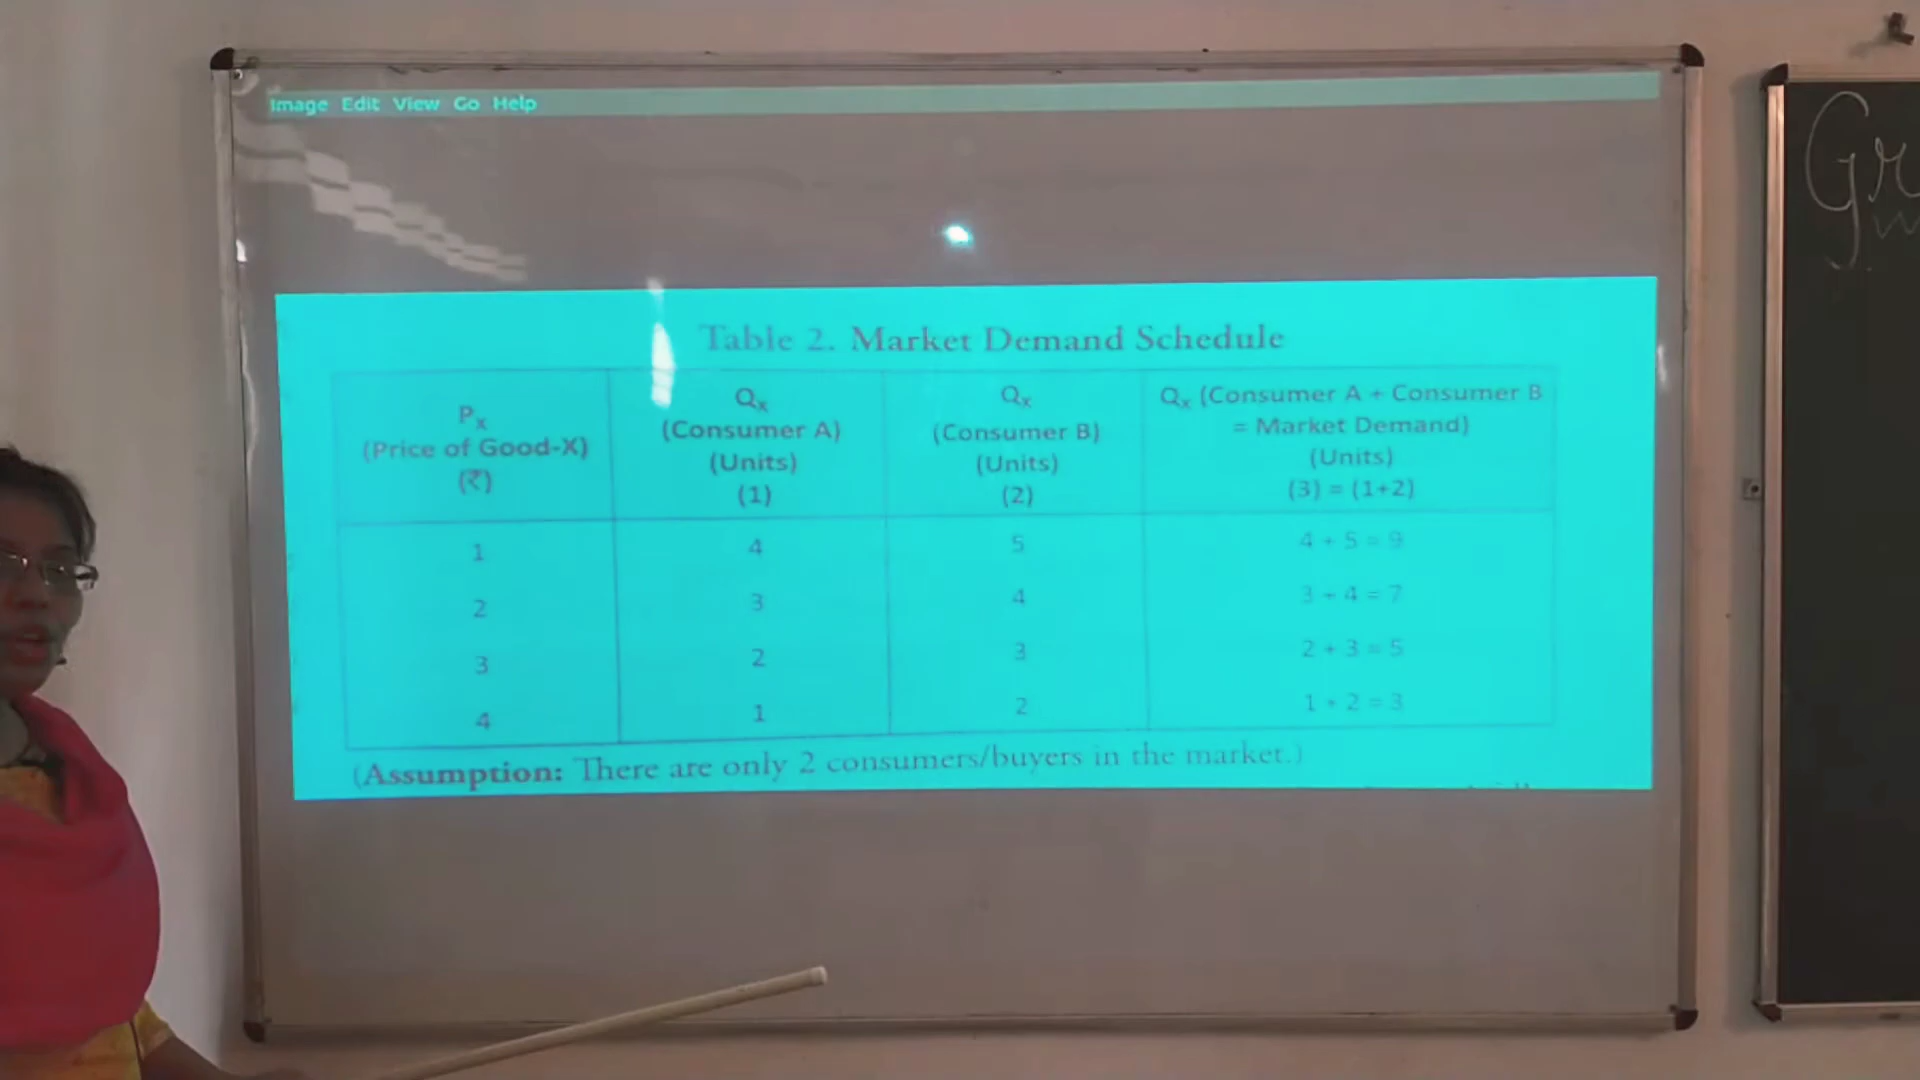 Image Edit View Go Help
Table 2. Market Demand Schedule
Px
(Price of Good-X)
(₹)
Qx
(Consumer A)
(Units)
(1)
Qx
(Consumer B)
(Units)
(2)
Qx (Consumer A + Consumer B
= Market Demand)
(Units)
(3) = (1+2)
1 4 5 4 + 5 = 9
2 3 4 3 + 4 = 7
3 2 3 2 + 3 = 5
4 1 2 1 + 2 = 3
(Assumption: There are only 2 consumers/buyers in the market.)